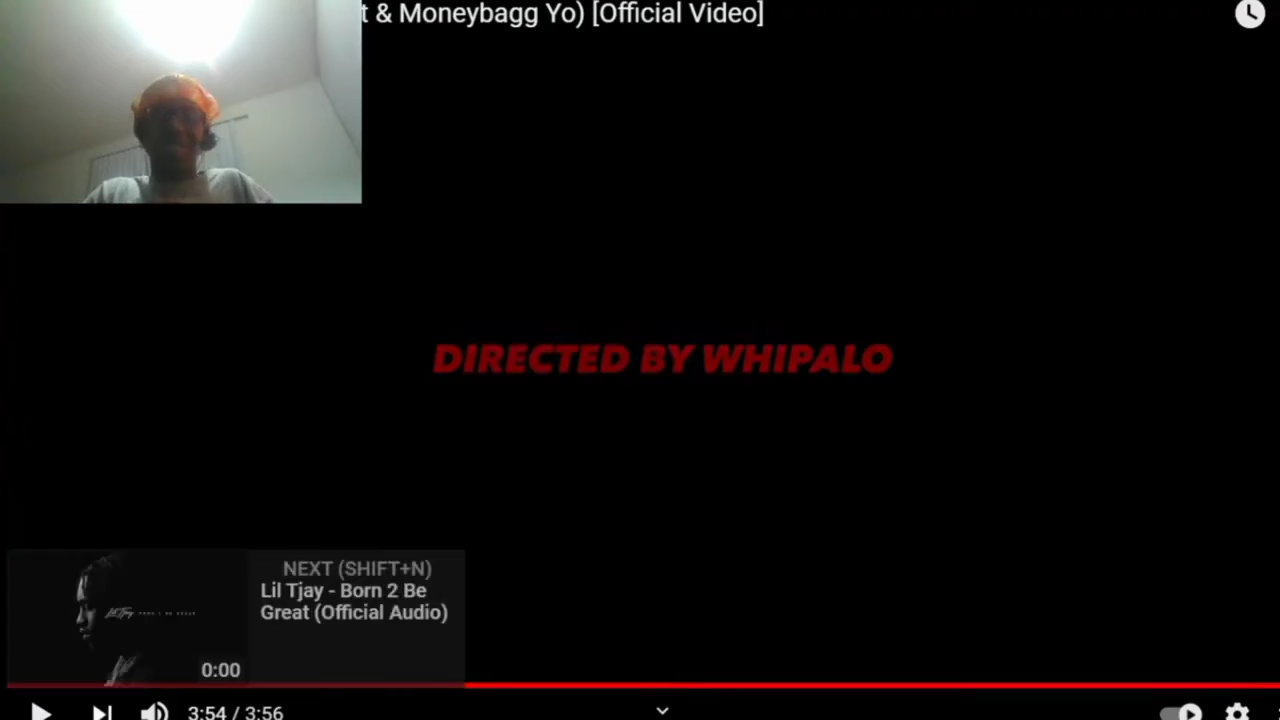 t & Moneybagg Yo) [Official Video]
DIRECTED BY WHIPALO
NEXT (SHIFT+N)
Lil Tjay - Born 2 Be
Great (Official Audio)
0:00
3:54 / 3:56